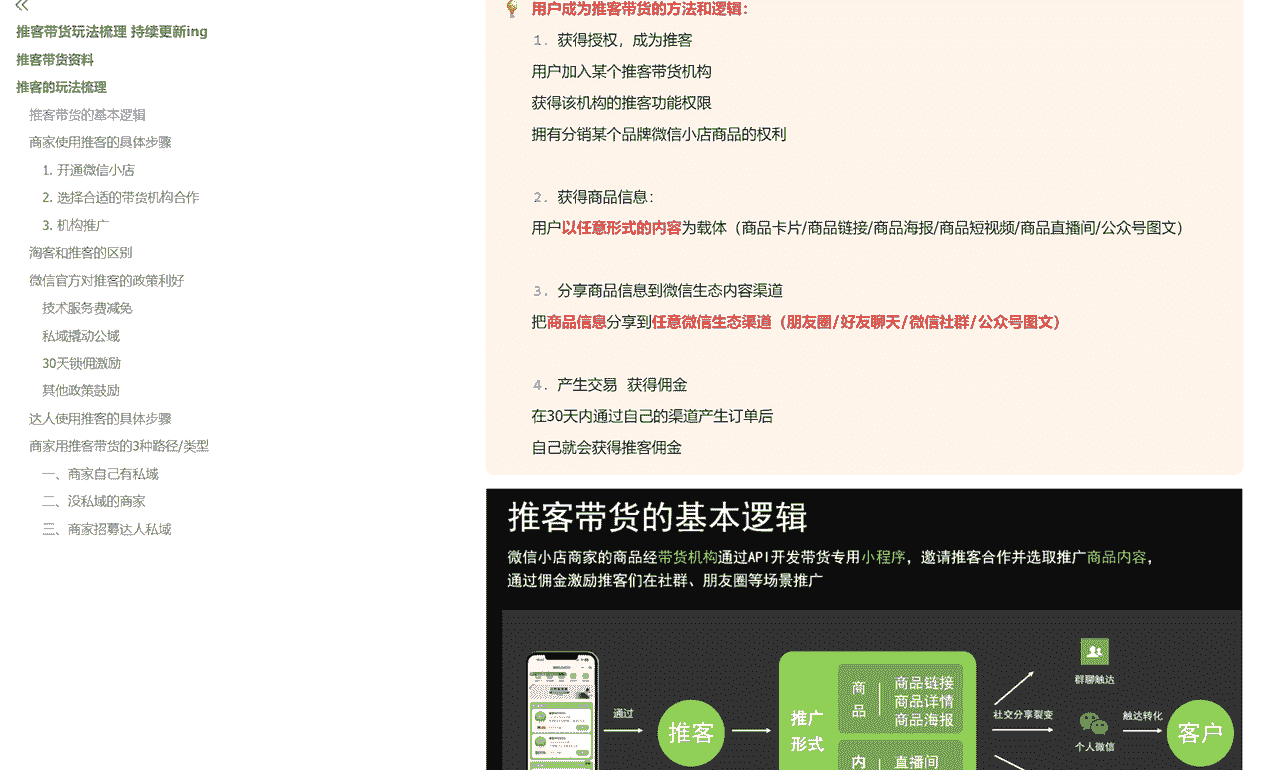 推客带货玩法梳理 持续更新ing
推客带货资料
推客的玩法梳理
推客带货的基本逻辑
商家使用推客的具体步骤
1. 开通微信小店
2. 选择合适的带货机构合作
3. 机构推广
淘客和推客的区别
微信官方对推客的政策利好
技术服务费减免
私域撬动公域
30天锁佣激励
其他政策鼓励
达人使用推客的具体步骤
商家用推客带货的3种路径/类型
一、商家自己有私域
二、没私域的商家
三、商家招募达人私域
用户成为推客带货的方法和逻辑：
1. 获得授权，成为推客
用户加入某个推客带货机构
获得该机构的推客功能权限
拥有分销某个品牌微信小店商品的权利
2. 获得商品信息：
用户以任意形式的内容为载体（商品卡片/商品链接/商品海报/商品短视频/商品直播间/公众号图文）
3. 分享商品信息到微信生态内容渠道
把商品信息分享到任意微信生态渠道（朋友圈/好友聊天/微信社群/公众号图文）
4. 产生交易 获得佣金
在30天内通过自己的渠道产生订单后
自己就会获得推客佣金
推客带货的基本逻辑
微信小店商家的商品经带货机构通过API开发带货专用小程序，邀请推客合作并选取推广商品内容，
通过佣金激励推客们在社群、朋友圈等场景推广
通过
推客
推广
形式
商
品
商品链接
商品详情
商品海报
内
直播间
社交分享裂变
群聊触达
个人微信
触达转化
客户